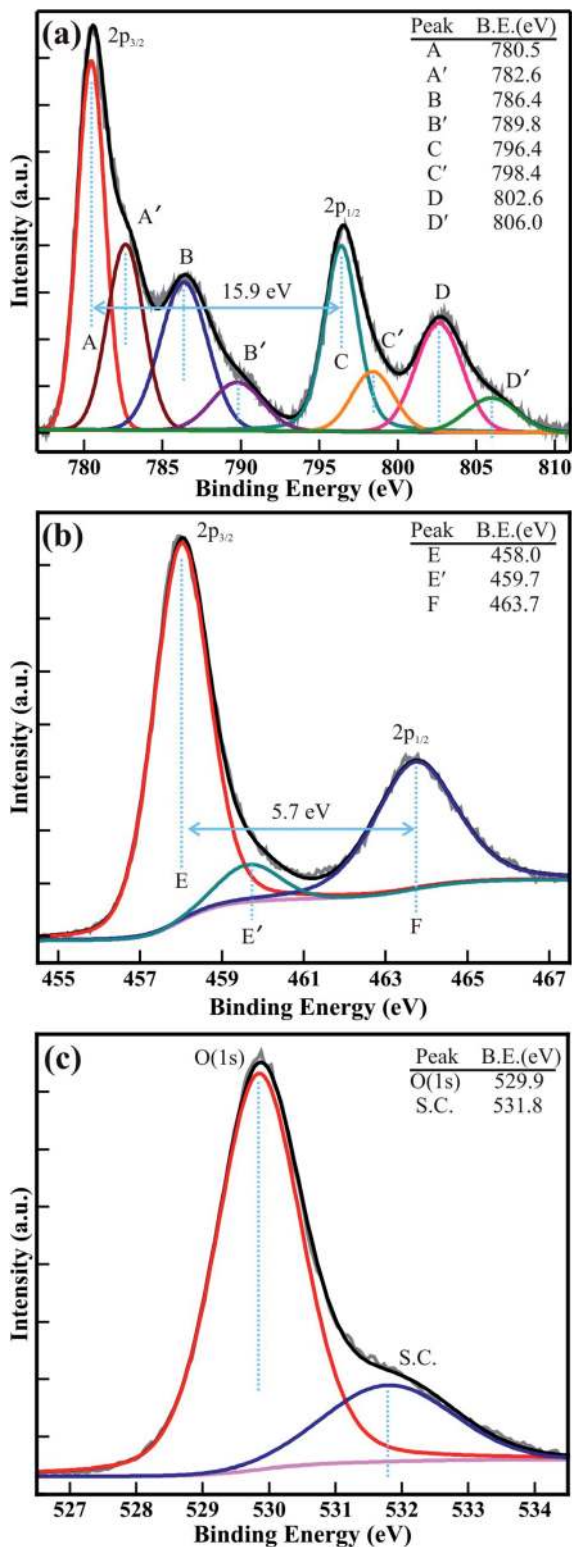 (a)
2p3/2
Peak B.E.(eV)
A 780.5
A′ 782.6
B 786.4
B′ 789.8
C 796.4
C′ 798.4
D 802.6
D′ 806.0
A′
2p1/2
B
15.9 eV
D
A
B′
C
C′
D′
Intensity (a.u.)
780 785 790 795 800 805 810
Binding Energy (eV)
(b)
2p3/2
Peak B.E.(eV)
E 458.0
E′ 459.7
F 463.7
2p1/2
5.7 eV
E
E′
F
Intensity (a.u.)
455 457 459 461 463 465 467
Binding Energy (eV)
(c)
O(1s)
Peak B.E.(eV)
O(1s) 529.9
S.C. 531.8
S.C.
Intensity (a.u.)
527 528 529 530 531 532 533 534
Binding Energy (eV)